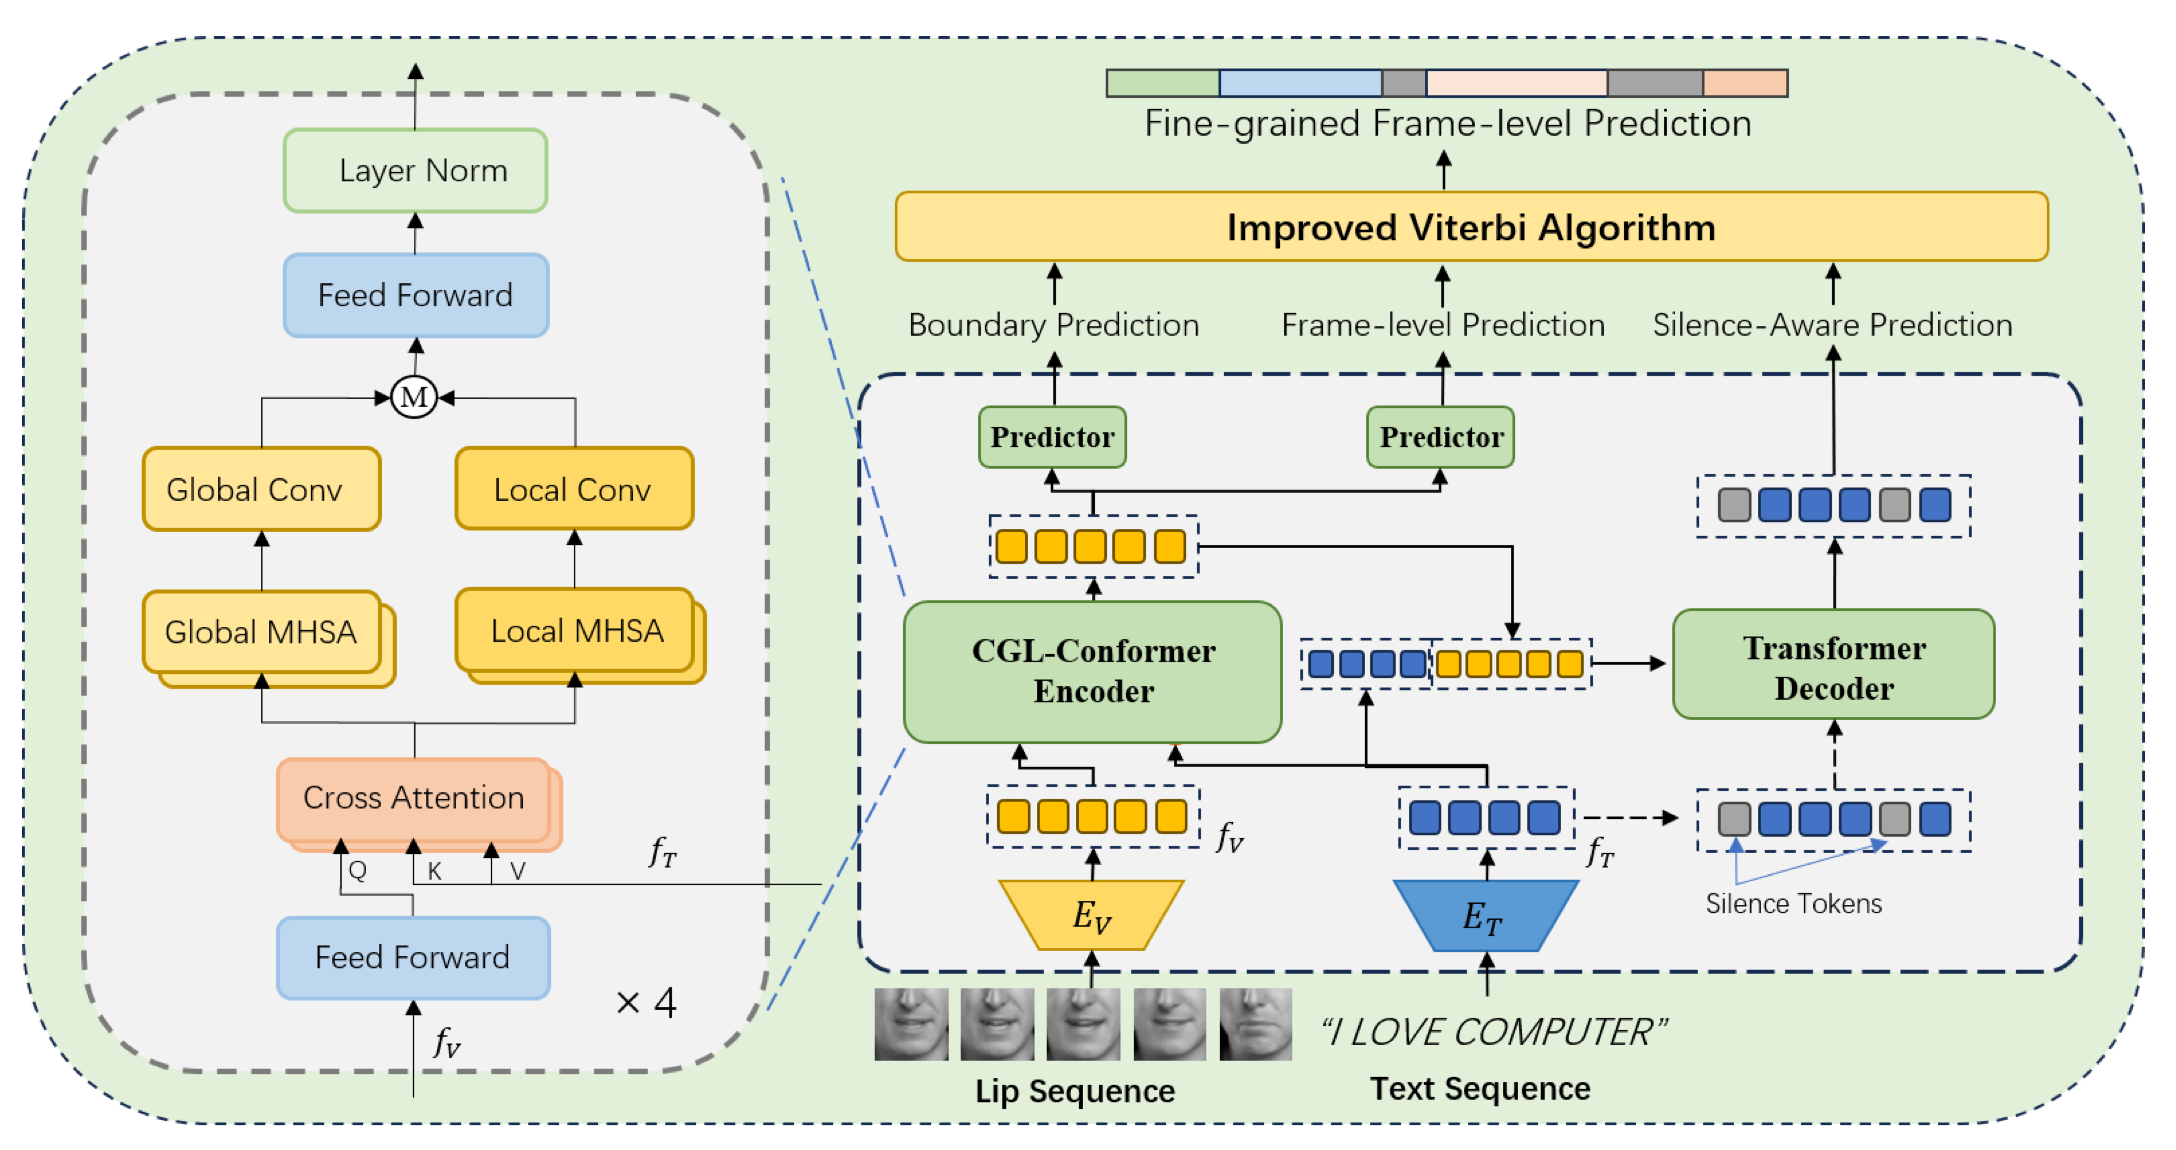 Layer Norm
Feed Forward
M
Global Conv
Local Conv
Global MHSA
Local MHSA
Cross Attention
Q
K
V
f_T
Feed Forward
× 4
f_V
Fine-grained Frame-level Prediction
Improved Viterbi Algorithm
Boundary Prediction
Frame-level Prediction
Silence-Aware Prediction
Predictor
Predictor
CGL-Conformer
Encoder
Transformer
Decoder
f_V
f_T
E_V
E_T
Silence Tokens
“I LOVE COMPUTER”
Lip Sequence
Text Sequence